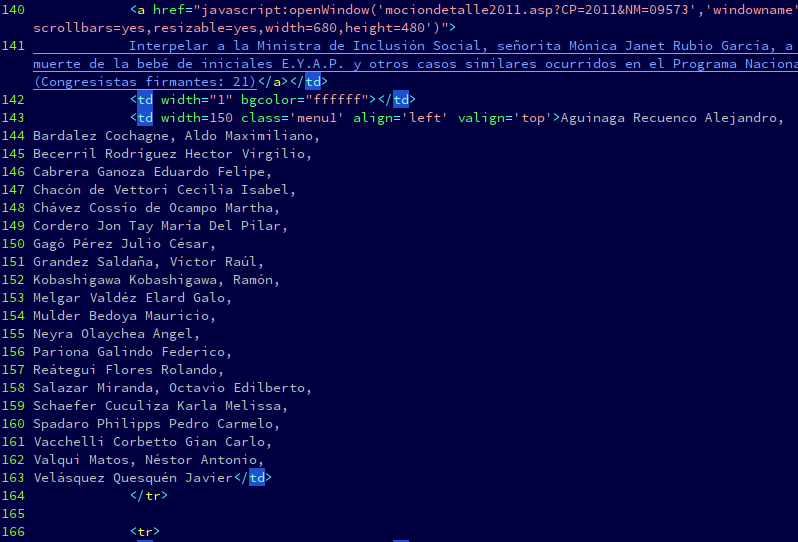 140 <a href="javascript:openWindow('mociondetalle2011.asp?CP=2011&NM=09573','windowname'
scrollbars=yes,resizable=yes,width=680,height=480')">
141 Interpelar a la Ministra de Inclusión Social, señorita Mónica Janet Rubio García, a
muerte de la bebé de iniciales E.Y.A.P. y otros casos similares ocurridos en el Programa Naciona
(Congresistas firmantes: 21)</a></td>
142 <td width="1" bgcolor="ffffff"></td>
143 <td width=150 class='menu1' align='left' valign='top'>Aguinaga Recuenco Alejandro,
144 Bardalez Cochagne, Aldo Maximiliano,
145 Becerril Rodríguez Hector Virgilio,
146 Cabrera Ganoza Eduardo Felipe,
147 Chacón de Vettori Cecilia Isabel,
148 Chávez Cossío de Ocampo Martha,
149 Cordero Jon Tay María Del Pilar,
150 Gagó Pérez Julio César,
151 Grandez Saldaña, Víctor Raúl,
152 Kobashigawa Kobashigawa, Ramón,
153 Melgar Valdéz Elard Galo,
154 Mulder Bedoya Mauricio,
155 Neyra Olaychea Angel,
156 Pariona Galindo Federico,
157 Reátegui Flores Rolando,
158 Salazar Miranda, Octavio Edilberto,
159 Schaefer Cuculiza Karla Melissa,
160 Spadaro Philipps Pedro Carmelo,
161 Vacchelli Corbetto Gian Carlo,
162 Valqui Matos, Néstor Antonio,
163 Velásquez Quesquén Javier</td>
164 </tr>
165
166 <tr>